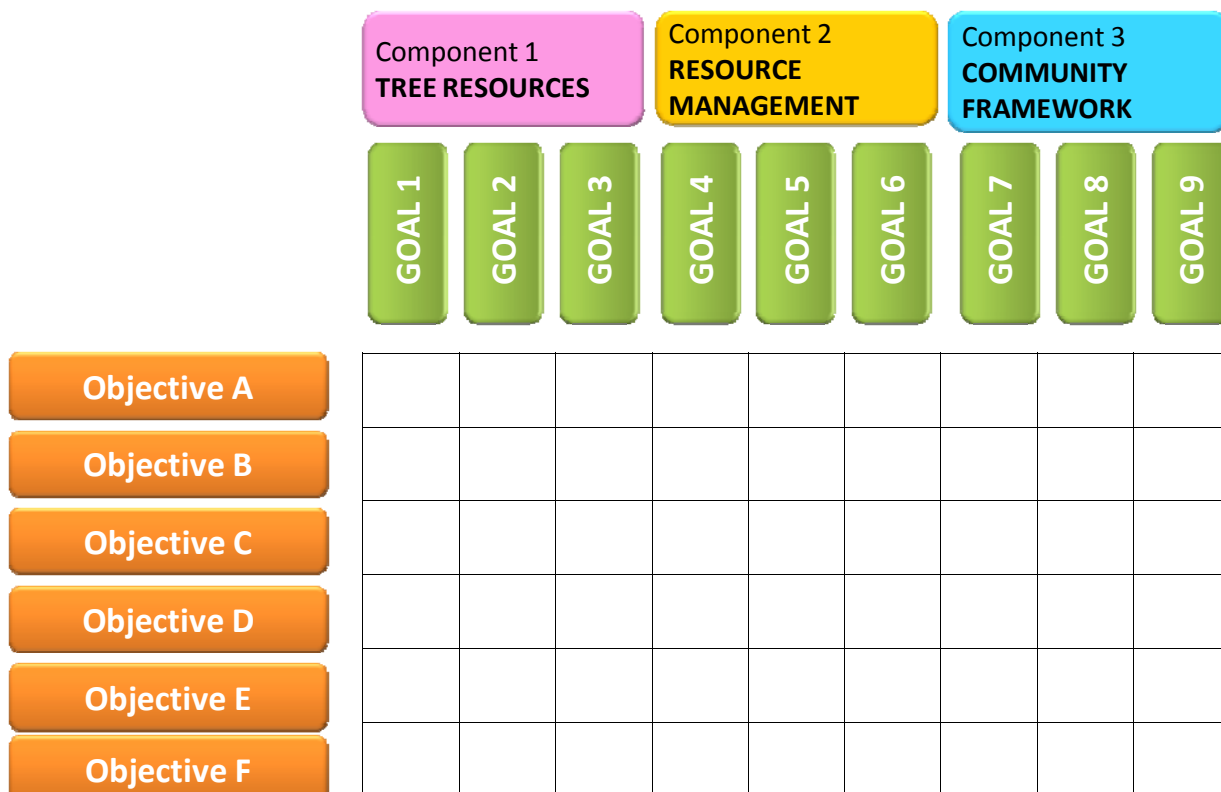 Component 1
TREE RESOURCES
Component 2
RESOURCE
MANAGEMENT
Component 3
COMMUNITY
FRAMEWORK
GOAL 1
GOAL 2
GOAL 3
GOAL 4
GOAL 5
GOAL 6
GOAL 7
GOAL 8
GOAL 9
Objective A
Objective B
Objective C
Objective D
Objective E
Objective F